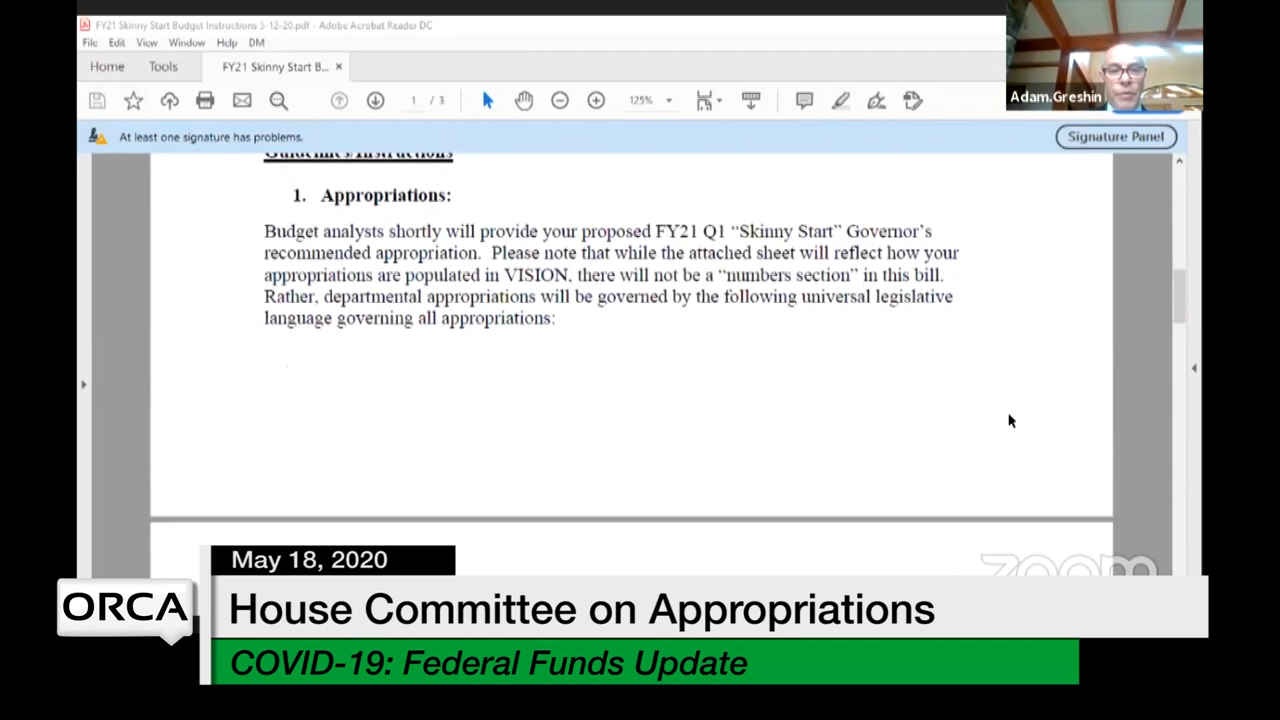 FY21 Skinny Start Budget Instructions 5-12-20.pdf - Adobe Acrobat Reader DC
File Edit View Window Help DM
Home Tools FY21 Skinny Start B... ×
1 / 3 125%
Adam.Greshin
At least one signature has problems. Signature Panel
Guidelines/Instructions
1. Appropriations:
Budget analysts shortly will provide your proposed FY21 Q1 “Skinny Start” Governor’s
recommended appropriation. Please note that while the attached sheet will reflect how your
appropriations are populated in VISION, there will not be a “numbers section” in this bill.
Rather, departmental appropriations will be governed by the following universal legislative
language governing all appropriations:
zoom
May 18, 2020
ORCA
House Committee on Appropriations
COVID-19: Federal Funds Update